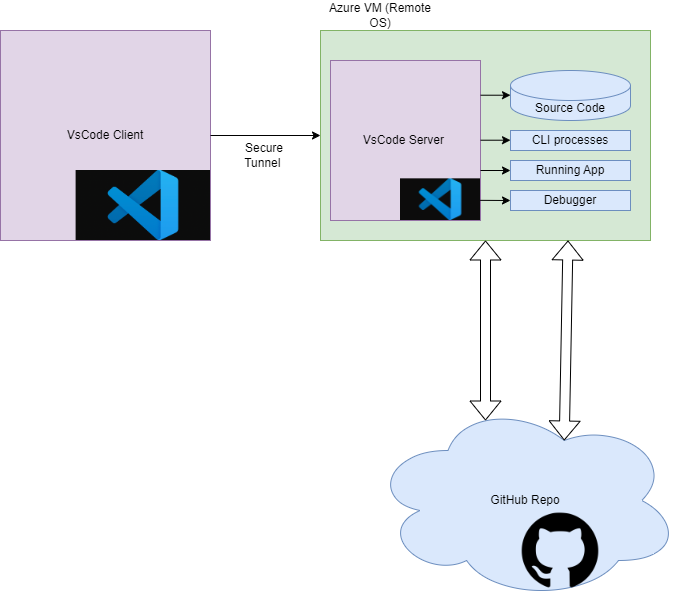 Azure VM (Remote
OS)
VsCode Client
Secure
Tunnel
VsCode Server
Source Code
CLI processes
Running App
Debugger
GitHub Repo